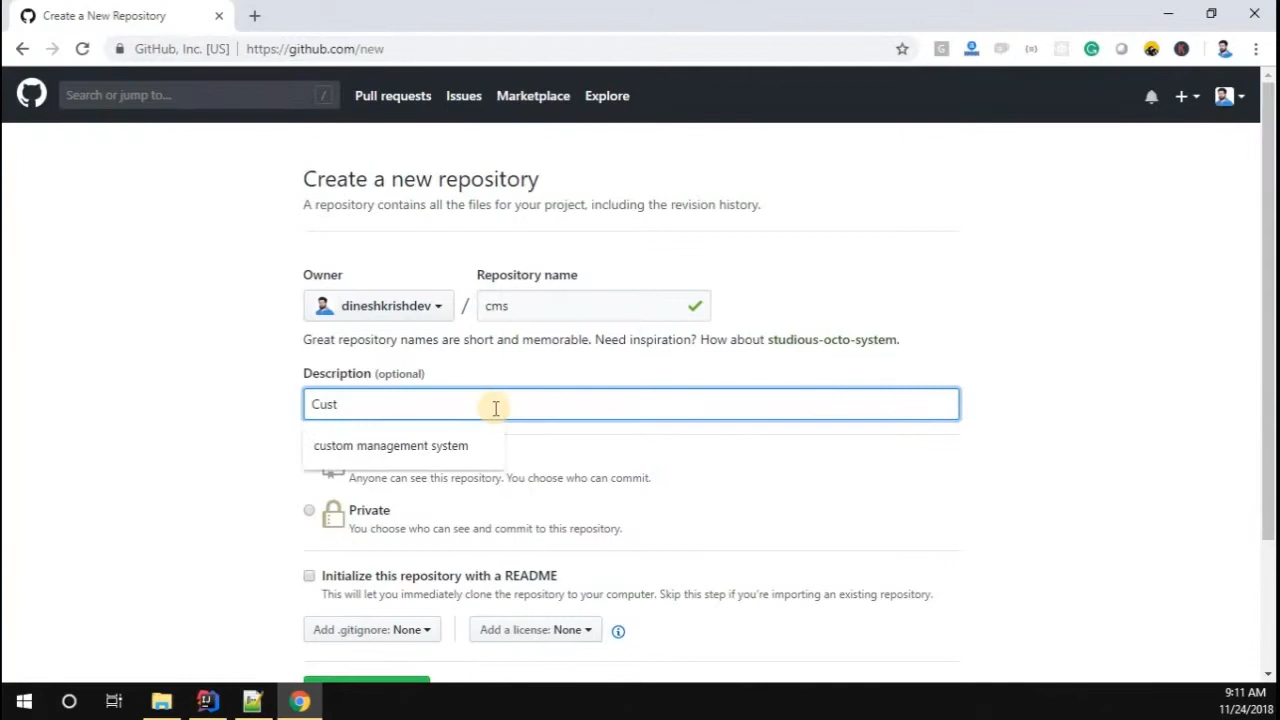 Create a New Repository
GitHub, Inc. [US] | https://github.com/new
Search or jump to... /
Pull requests Issues Marketplace Explore
Create a new repository
A repository contains all the files for your project, including the revision history.
Owner Repository name
dineshkrishdev / cms
Great repository names are short and memorable. Need inspiration? How about studious-octo-system.
Description (optional)
Cust
custom management system
Anyone can see this repository. You choose who can commit.
Private
You choose who can see and commit to this repository.
Initialize this repository with a README
This will let you immediately clone the repository to your computer. Skip this step if you're importing an existing repository.
Add .gitignore: None Add a license: None
9:11 AM
11/24/2018